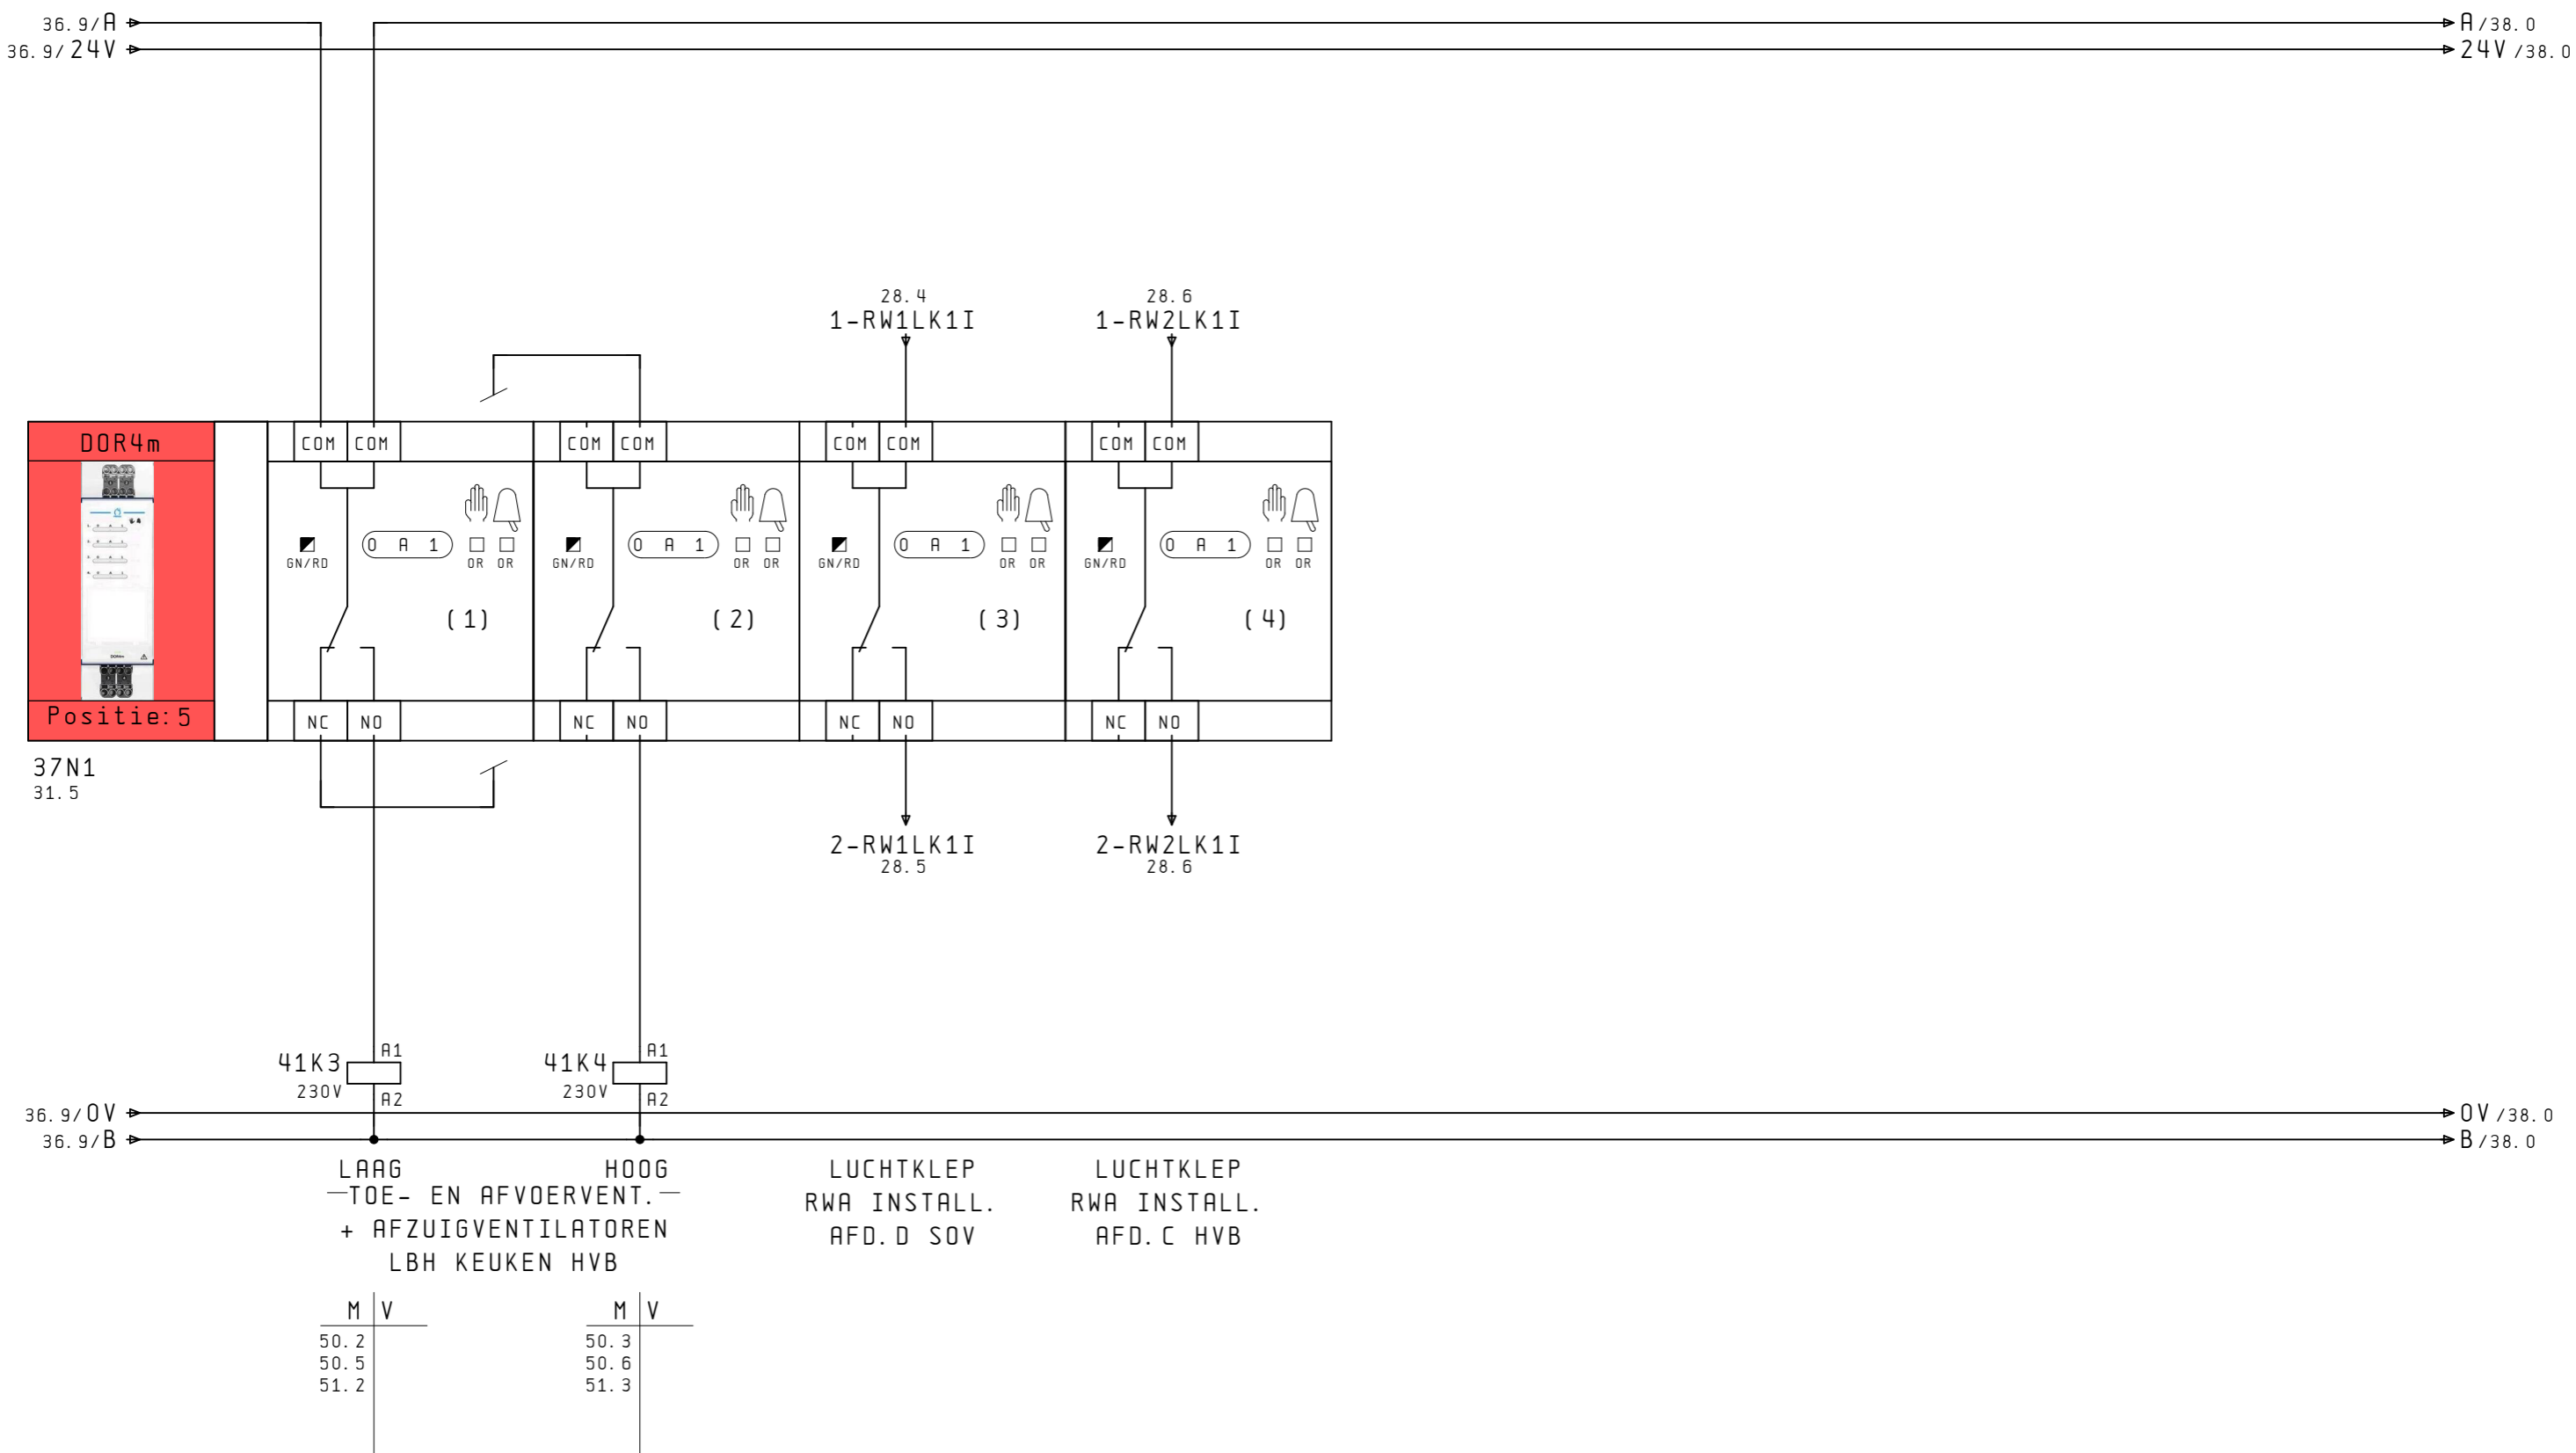 36.9/A
A/38.0
36.9/24V
24V/38.0
28.4
28.6
1-RW1LK1I
1-RW2LK1I
DOR4m
COM COM
COM COM
COM COM
COM COM
0 A 1
0 A 1
0 A 1
0 A 1
GN/RD
OR OR
GN/RD
OR OR
GN/RD
OR OR
GN/RD
OR OR
(1)
(2)
(3)
(4)
DOR4m
Positie: 5
NC NO
NC NO
NC NO
NC NO
37N1
31.5
2-RW1LK1I
2-RW2LK1I
28.5
28.6
A1
A1
41K3
41K4
230V
230V
A2
A2
36.9/0V
0V/38.0
36.9/B
B/38.0
LAAG
HOOG
TOE- EN AFVOERVENT.
+ AFZUIGVENTILATOREN
LBH KEUKEN HVB
LUCHTKLEP
RWA INSTALL.
AFD.D SOV
LUCHTKLEP
RWA INSTALL.
AFD.C HVB
M V
50.2
50.5
51.2
M V
50.3
50.6
51.3